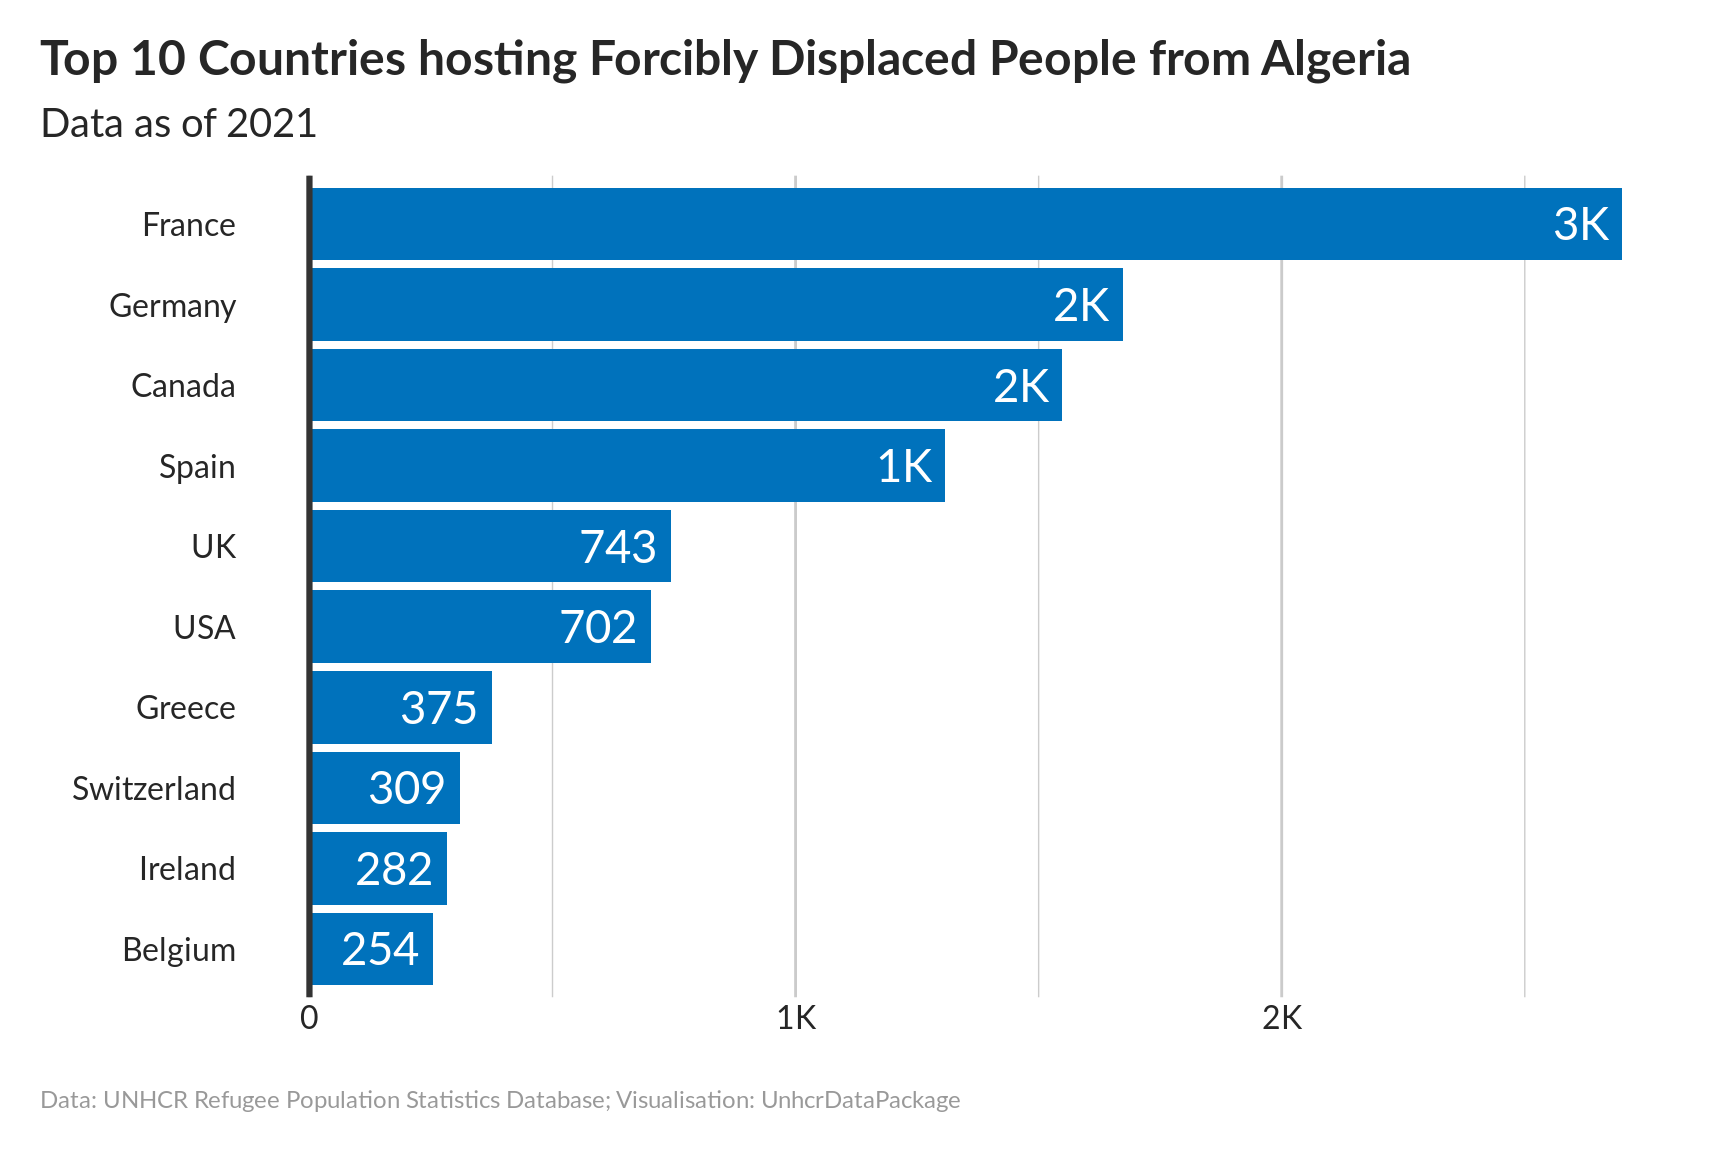 Top 10 Countries hosting Forcibly Displaced People from Algeria
Data as of 2021
France 3K
Germany 2K
Canada 2K
Spain 1K
UK 743
USA 702
Greece 375
Switzerland 309
Ireland 282
Belgium 254
0 1K 2K
Data: UNHCR Refugee Population Statistics Database; Visualisation: UnhcrDataPackage